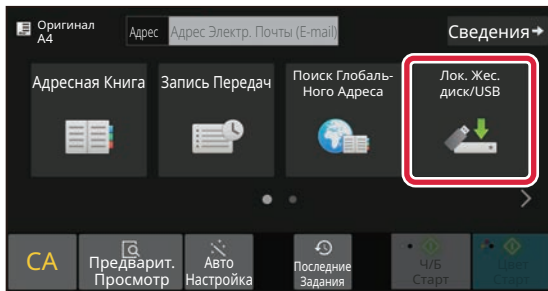 Оригинал
A4
Адрес
Адрес Электр. Почты (E-mail)
Сведения
Адресная Книга
Запись Передач
Поиск Глобаль-
Ного Адреса
Лок. Жес.
диск/USB
CA
Предварит.
Просмотр
Авто
Настройка
Последние
Задания
Ч/Б
Старт
Цвет
Старт